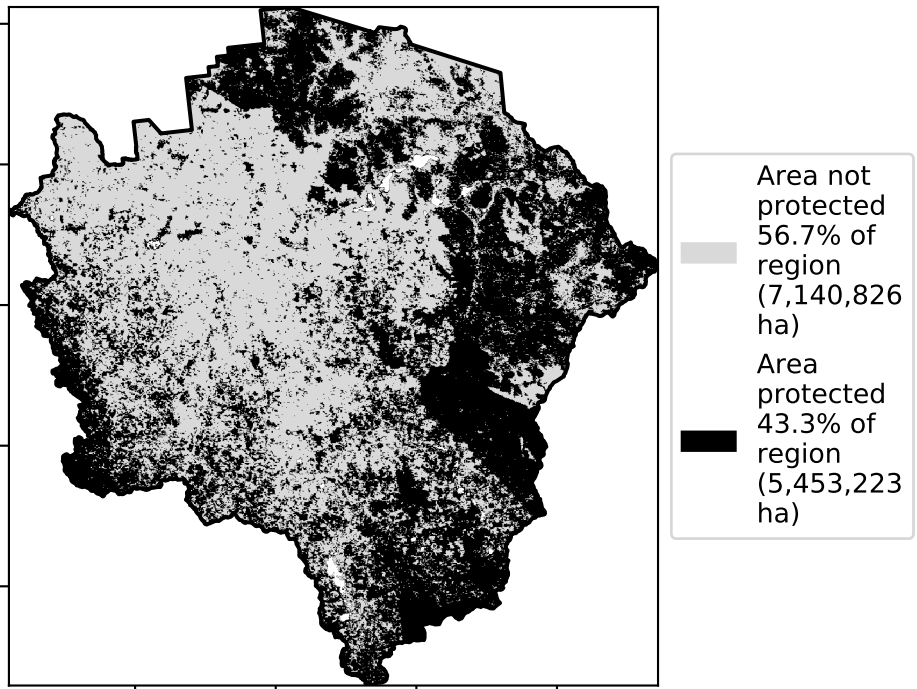 Area not
protected
56.7% of
region
(7,140,826
ha)
Area
protected
43.3% of
region
(5,453,223
ha)